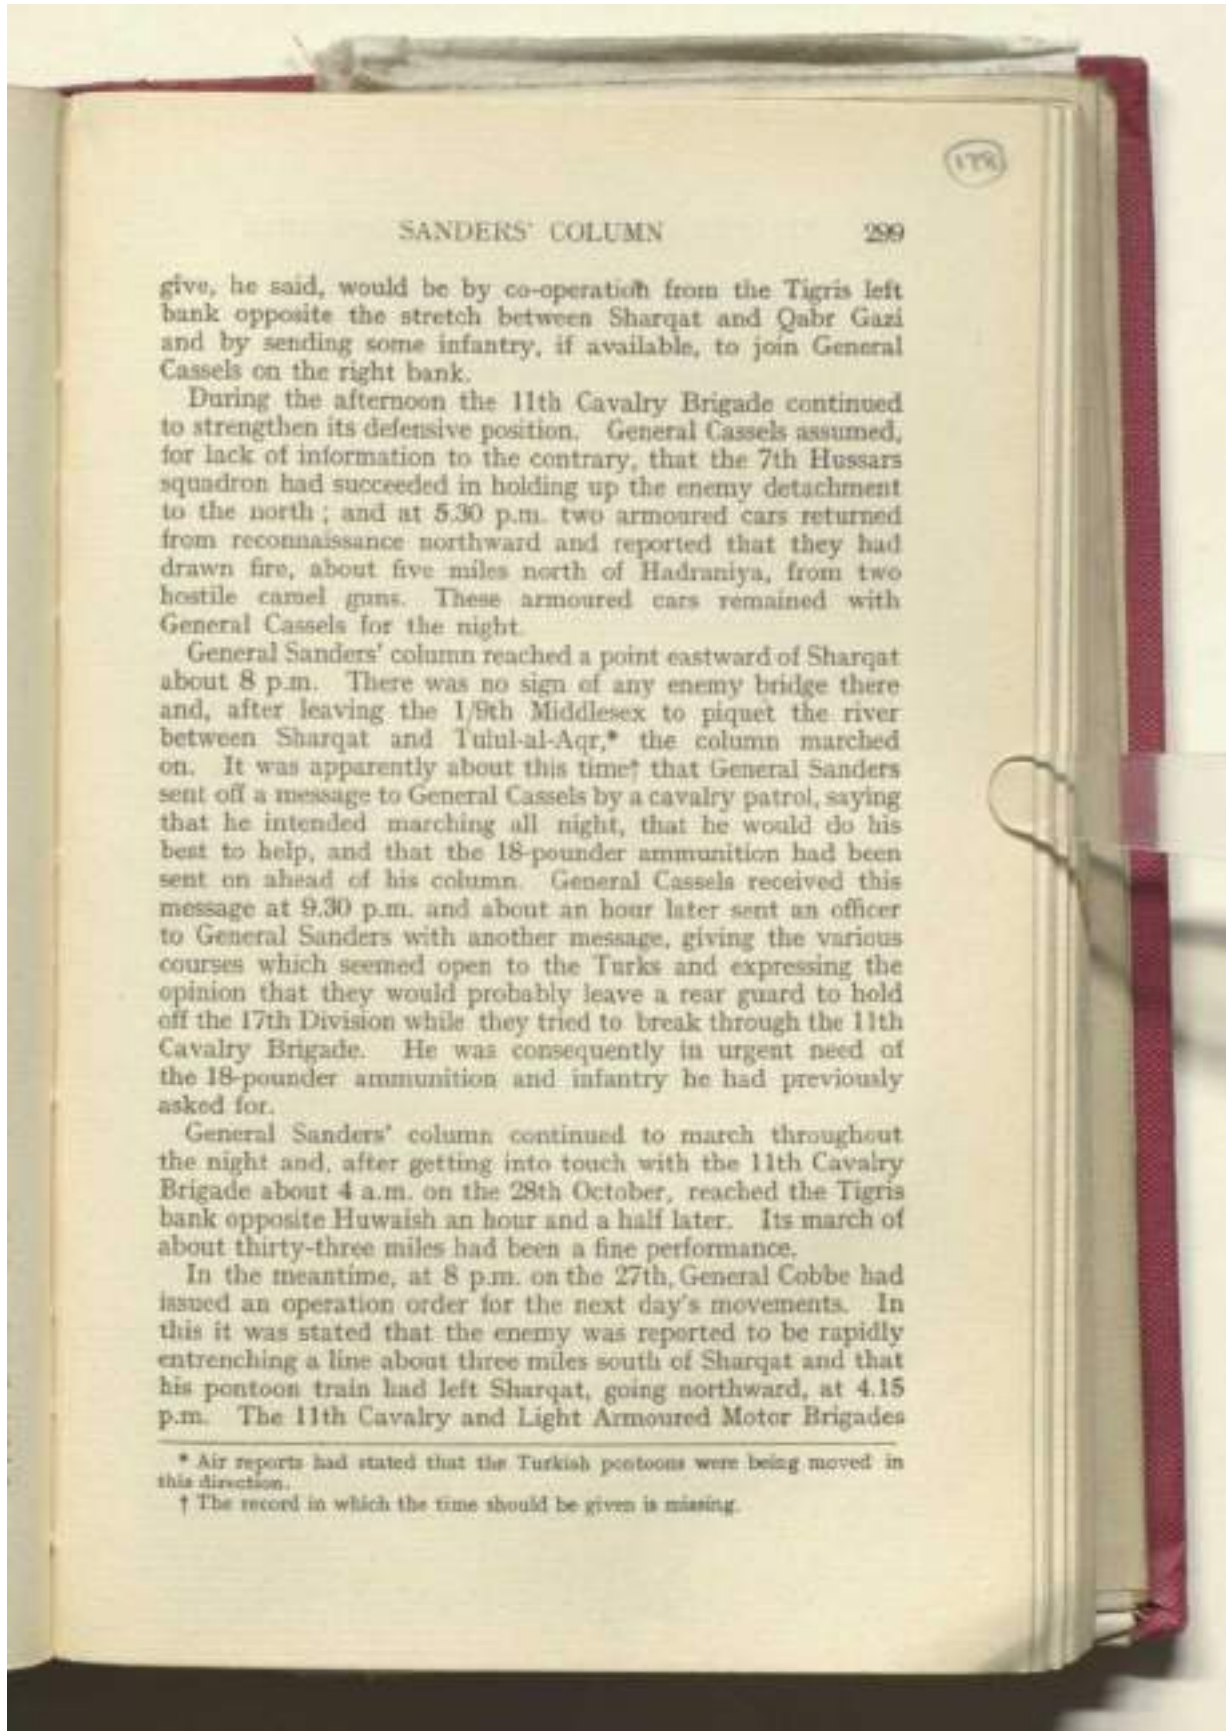 178
SANDERS' COLUMN 299
give, he said, would be by co-operation from the Tigris left
bank opposite the stretch between Sharqat and Qabr Gazi
and by sending some infantry, if available, to join General
Cassels on the right bank.
During the afternoon the 11th Cavalry Brigade continued
to strengthen its defensive position. General Cassels assumed,
for lack of information to the contrary, that the 7th Hussars
squadron had succeeded in holding up the enemy detachment
to the north ; and at 5.30 p.m. two armoured cars returned
from reconnaissance northward and reported that they had
drawn fire, about five miles north of Hadraniya, from two
hostile camel guns. These armoured cars remained with
General Cassels for the night.
General Sanders' column reached a point eastward of Sharqat
about 8 p.m. There was no sign of any enemy bridge there
and, after leaving the 1/9th Middlesex to piquet the river
between Sharqat and Tulul-al-Aqr,* the column marched
on. It was apparently about this time† that General Sanders
sent off a message to General Cassels by a cavalry patrol, saying
that he intended marching all night, that he would do his
best to help, and that the 18-pounder ammunition had been
sent on ahead of his column. General Cassels received this
message at 9.30 p.m. and about an hour later sent an officer
to General Sanders with another message, giving the various
courses which seemed open to the Turks and expressing the
opinion that they would probably leave a rear guard to hold
off the 17th Division while they tried to break through the 11th
Cavalry Brigade. He was consequently in urgent need of
the 18-pounder ammunition and infantry he had previously
asked for.
General Sanders' column continued to march throughout
the night and, after getting into touch with the 11th Cavalry
Brigade about 4 a.m. on the 28th October, reached the Tigris
bank opposite Huwaish an hour and a half later. Its march of
about thirty-three miles had been a fine performance.
In the meantime, at 8 p.m. on the 27th, General Cobbe had
issued an operation order for the next day's movements. In
this it was stated that the enemy was reported to be rapidly
entrenching a line about three miles south of Sharqat and that
his pontoon train had left Sharqat, going northward, at 4.15
p.m. The 11th Cavalry and Light Armoured Motor Brigades
* Air reports had stated that the Turkish pontoons were being moved in
this direction.
† The record in which the time should be given is missing.